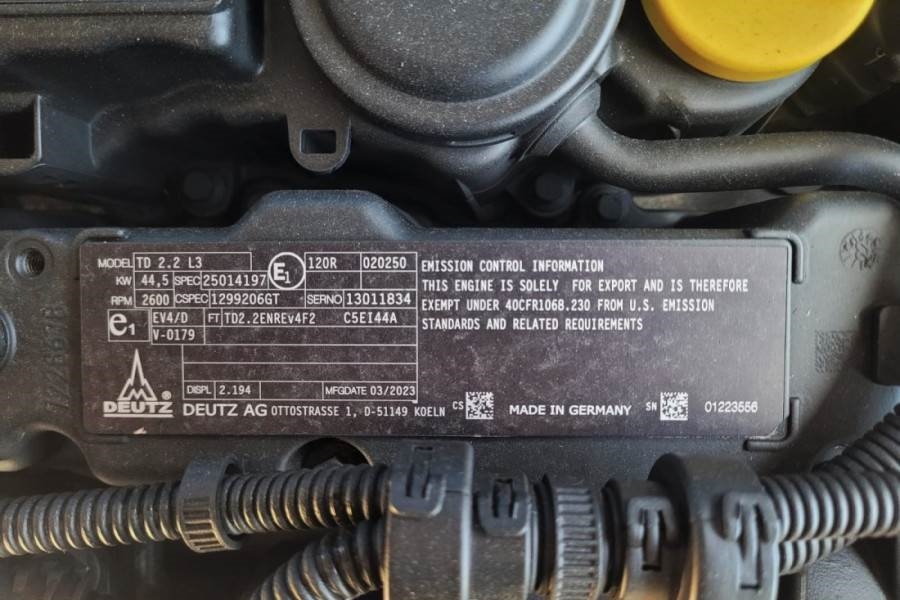 MODEL TD 2.2 L3 E1 120R 020250
KW 44,5 SPEC 25014197
RPM 2600 CSPEC 1299206GT SERNO 13011834
e1 EV4/D FT TD2.2ENREv4F2 C5EI44A
V-0179
DISPL 2.194 MFGDATE 03/2023
DEUTZ ® DEUTZ AG OTTOSTRASSE 1, D-51149 KOELN CS MADE IN GERMANY SN 01223556
EMISSION CONTROL INFORMATION
THIS ENGINE IS SOLELY FOR EXPORT AND IS THEREFORE
EXEMPT UNDER 40CFR1068.230 FROM U.S. EMISSION
STANDARDS AND RELATED REQUIREMENTS